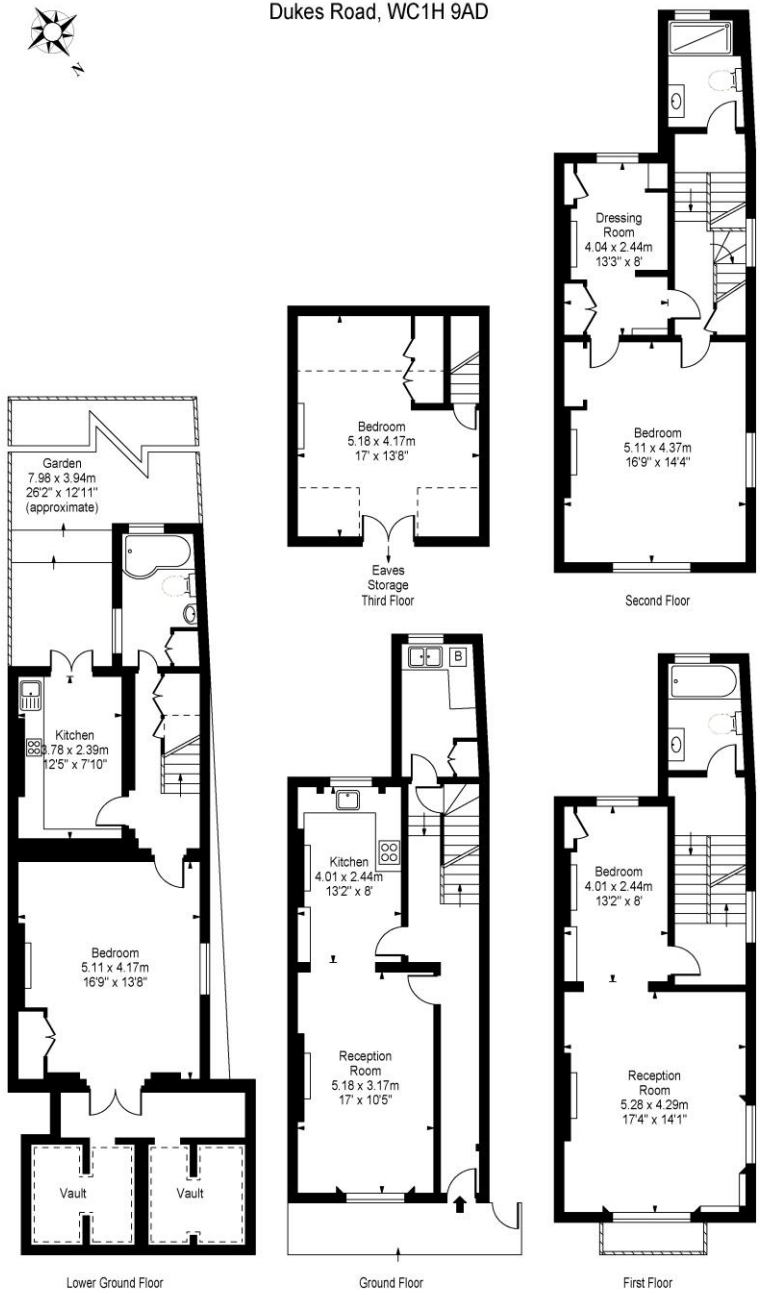 Dukes Road, WC1H 9AD
N
Dressing
Room
4.04 x 2.44m
13'3" x 8'
Bedroom
5.11 x 4.37m
16'9" x 14'4"
Second Floor
Bedroom
5.18 x 4.17m
17' x 13'8"
Eaves
Storage
Third Floor
Garden
7.98 x 3.94m
26'2" x 12'11"
(approximate)
Kitchen
3.78 x 2.39m
12'5" x 7'10"
Bedroom
5.11 x 4.17m
16'9" x 13'8"
Vault
Vault
Lower Ground Floor
B
Kitchen
4.01 x 2.44m
13'2" x 8'
Reception
Room
5.18 x 3.17m
17' x 10'5"
Ground Floor
Bedroom
4.01 x 2.44m
13'2" x 8'
Reception
Room
5.28 x 4.29m
17'4" x 14'1"
First Floor